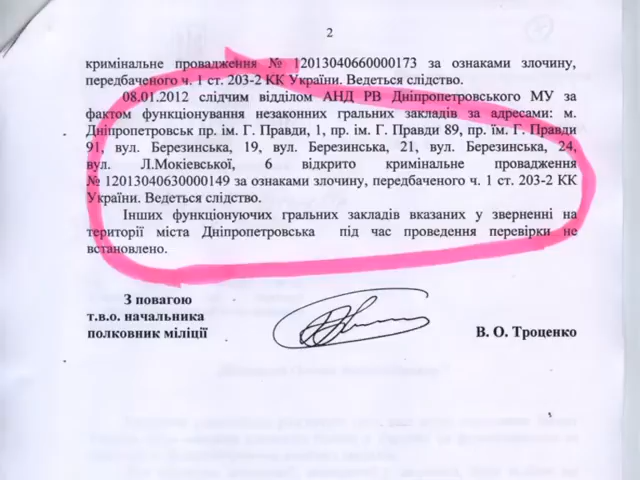 2
кримінальне провадження № 12013040660000173 за ознаками злочину,
передбаченого ч. 1 ст. 203-2 КК України. Ведеться слідство.
08.01.2012 слідчим відділом АНД РВ Дніпропетровського МУ за
фактом функціонування незаконних гральних закладів за адресами: м.
Дніпропетровськ пр. ім. Г. Правди, 1, пр. ім. Г. Правди 89, пр. їм. Г. Правди
91, вул. Березинська, 19, вул. Березинська, 21, вул. Березинська, 24,
вул. Л.Мокієвської, 6 відкрито кримінальне провадження
№ 12013040630000149 за ознаками злочину, передбаченого ч. 1 ст. 203-2 КК
України. Ведеться слідство.
Інших функціонуючих гральних закладів вказаних у зверненні на
території міста Дніпропетровська під час проведення перевірки не
встановлено.
З повагою
т.в.о. начальника
полковник міліції
В. О. Троценко